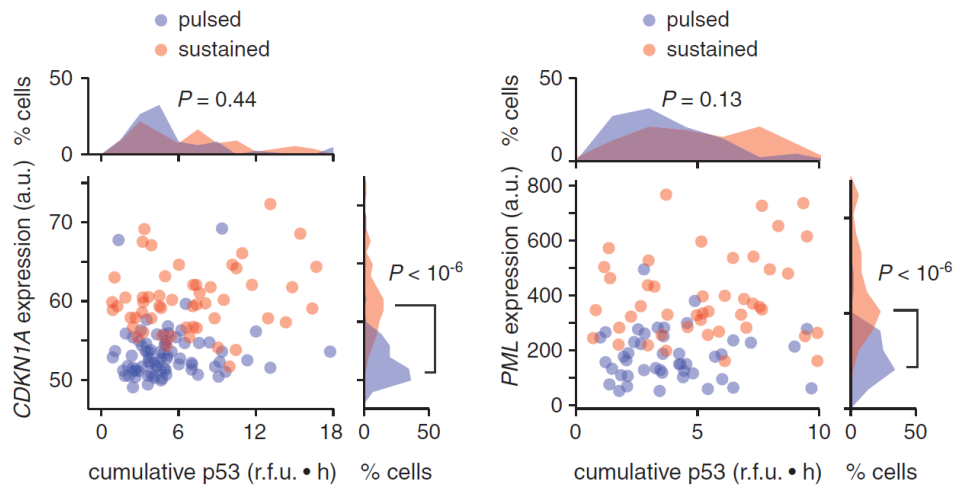 pulsed
sustained
50
0
% cells
P = 0.44
CDKN1A expression (a.u.)
70
60
50
0
6
12
18
cumulative p53 (r.f.u. • h)
P < 10-6
0
50
% cells
pulsed
sustained
50
0
% cells
P = 0.13
PML expression (a.u.)
800
600
400
200
0
0
5
10
cumulative p53 (r.f.u. • h)
P < 10-6
0
50
% cells